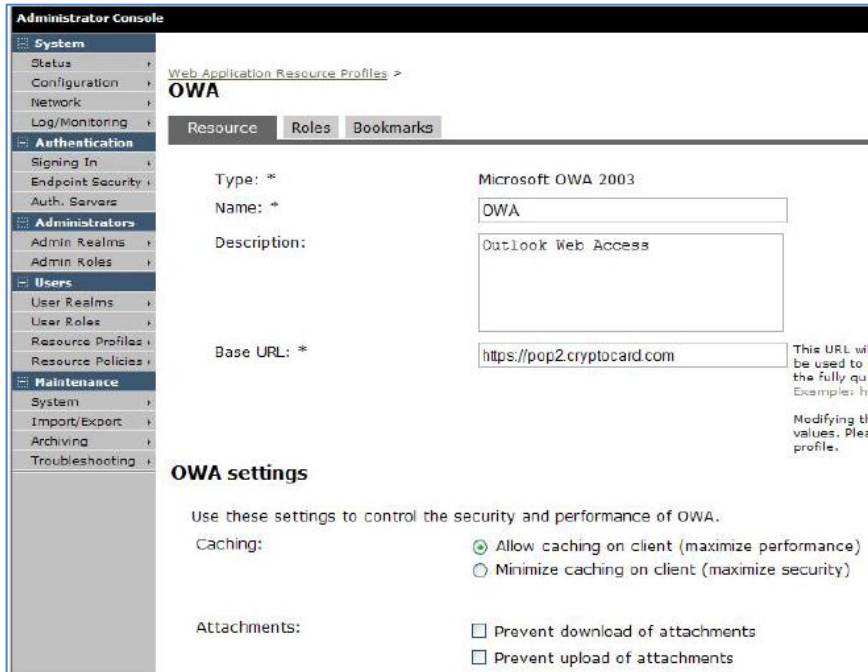 Administrator Console
System
Status
Configuration
Network
Log/Monitoring
Authentication
Signing In
Endpoint Security
Auth. Servers
Administrators
Admin Realms
Admin Roles
Users
User Realms
User Roles
Resource Profiles
Resource Policies
Maintenance
System
Import/Export
Archiving
Troubleshooting
Web Application Resource Profiles >
OWA
Resource Roles Bookmarks
Type: * Microsoft OWA 2003
Name: * OWA
Description: Outlook Web Access
Base URL: * https://pop2.cryptocard.com
This URL wi
be used to
the fully qu
Example: h
Modifying th
values. Plea
profile.
OWA settings
Use these settings to control the security and performance of OWA.
Caching: Allow caching on client (maximize performance)
Minimize caching on client (maximize security)
Attachments: Prevent download of attachments
Prevent upload of attachments